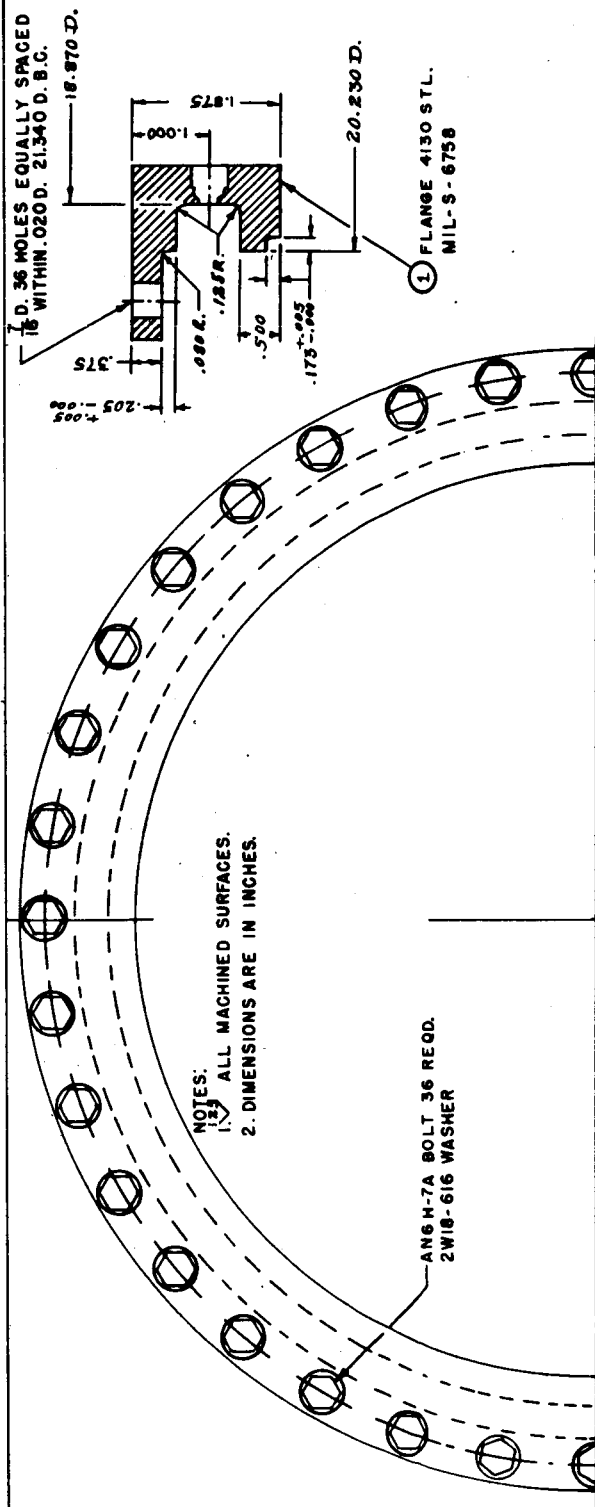 7/16 D. 36 HOLES EQUALLY SPACED
WITHIN .020 D. 21.340 D. B.C.
18.870 D.
1.875
1.000
20.230 D.
.375
.205 +.005 -.000
.080 R.
.125 R.
.500
.173 +.005 -.000
1 FLANGE 4130 STL.
MIL-S-6758
NOTES:
1. 125 ALL MACHINED SURFACES.
2. DIMENSIONS ARE IN INCHES.
AN6H-7A BOLT 36 REQD.
2W18-616 WASHER